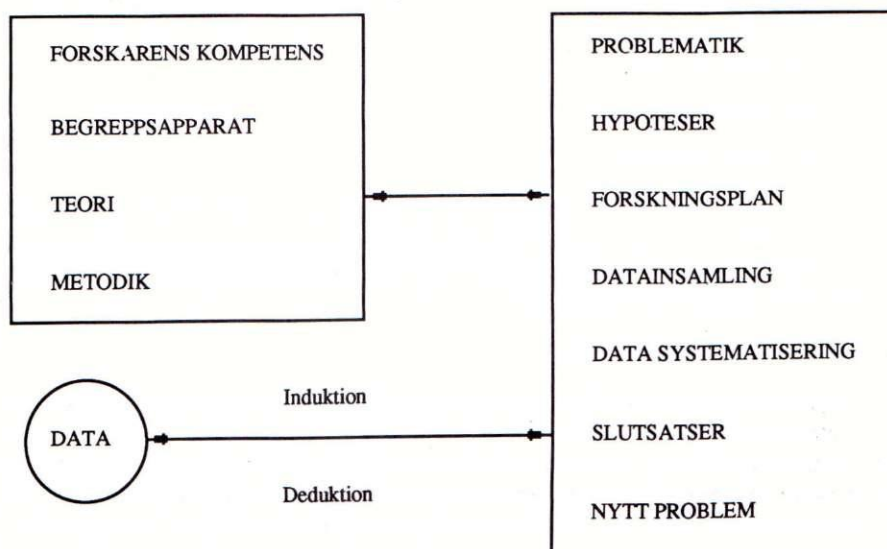 FORSKARENS KOMPETENS
BEGREPPSAPPARAT
TEORI
METODIK
PROBLEMATIK
HYPOTESER
FORSKNINGSPLAN
DATAINSAMLING
DATA SYSTEMATISERING
SLUTSATSER
NYTT PROBLEM
Induktion
DATA
Deduktion